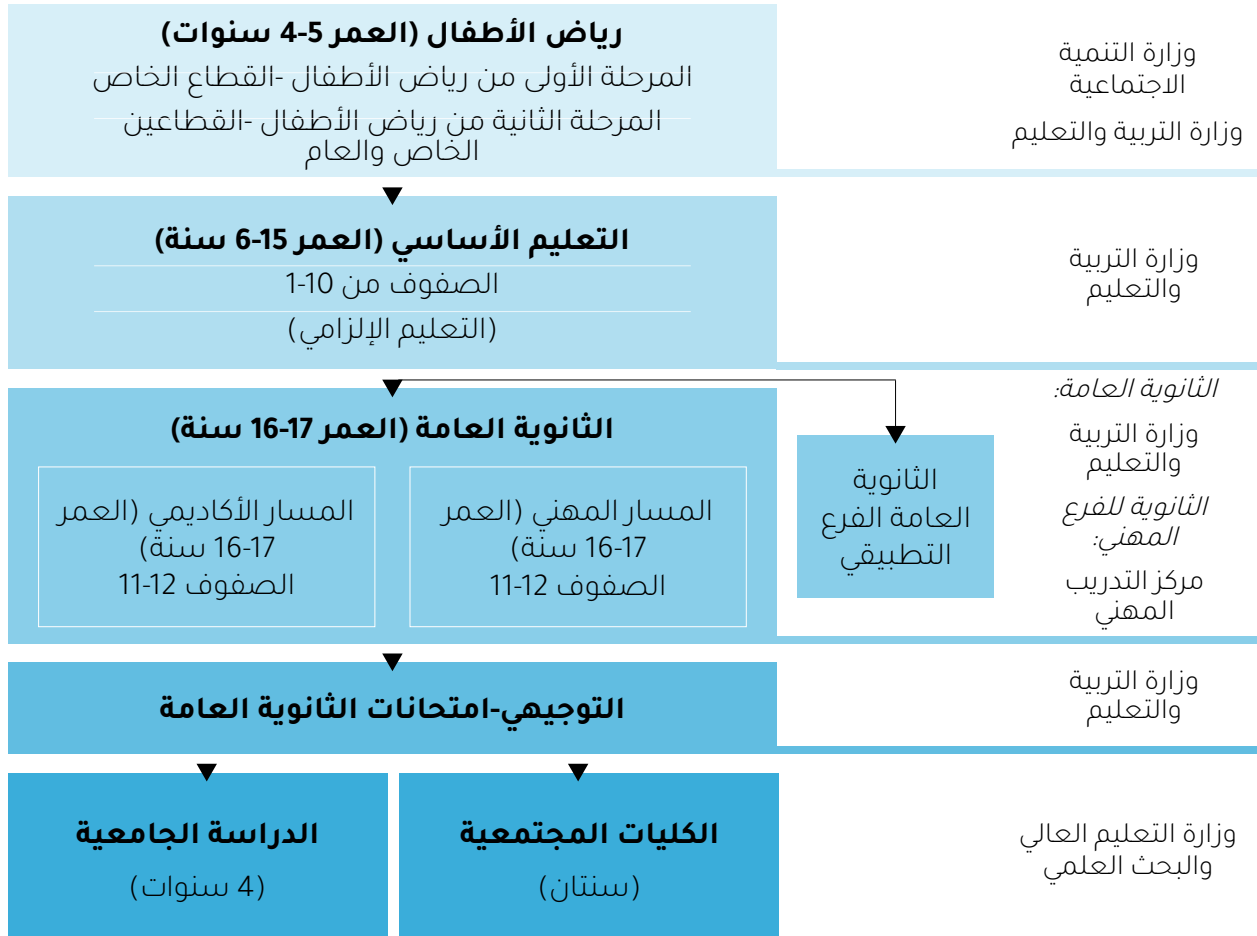 رياض الأطفال (العمر 5-4 سنوات)
المرحلة الأولى من رياض الأطفال -القطاع الخاص
المرحلة الثانية من رياض الأطفال -القطاعين
الخاص والعام
وزارة التنمية
الاجتماعية
وزارة التربية والتعليم
التعليم الأساسي (العمر 15-6 سنة)
الصفوف من 10-1
(التعليم الإلزامي)
وزارة التربية
والتعليم
الثانوية العامة (العمر 17-16 سنة)
المسار المهني (العمر
16-17 سنة)
الصفوف 12-11
المسار الأكاديمي (العمر
16-17 سنة)
الصفوف 12-11
الثانوية
العامة الفرع
التطبيقي
الثانوية العامة:
وزارة التربية
والتعليم
الثانوية للفرع
المهني:
مركز التدريب
المهني
التوجيهي-امتحانات الثانوية العامة
وزارة التربية
والتعليم
الكليات المجتمعية
(سنتان)
الدراسة الجامعية
(4 سنوات)
وزارة التعليم العالي
والبحث العلمي